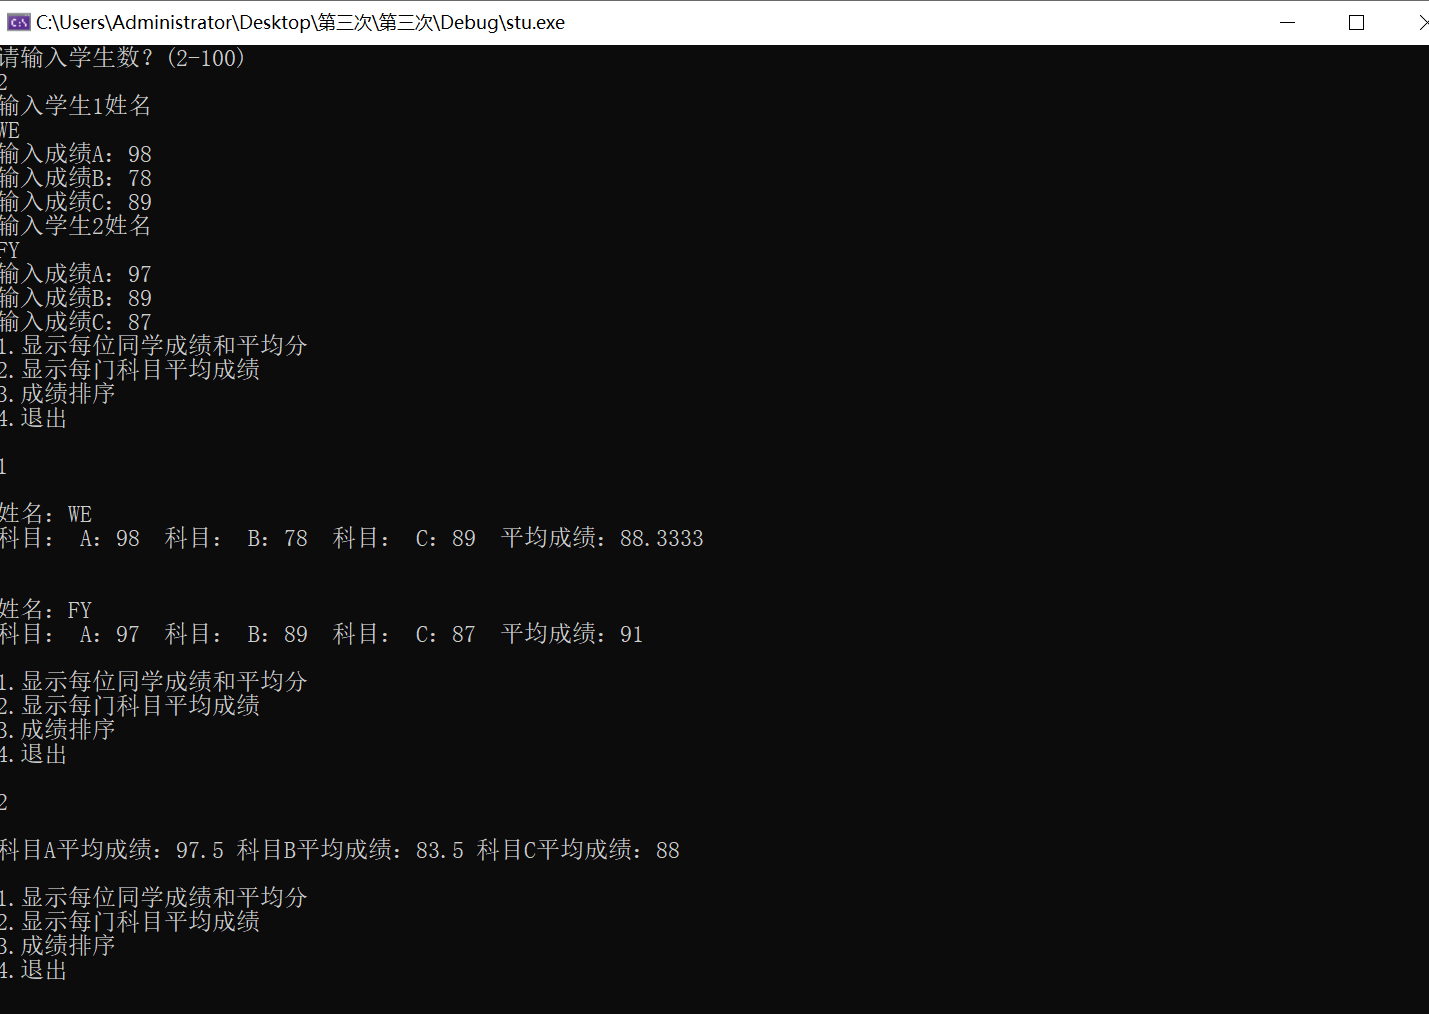 C:\Users\Administrator\Desktop\第三次\第三次\Debug\stu.exe
请输入学生数？(2-100)
2
输入学生1姓名
WE
输入成绩A：98
输入成绩B：78
输入成绩C：89
输入学生2姓名
FY
输入成绩A：97
输入成绩B：89
输入成绩C：87
1.显示每位同学成绩和平均分
2.显示每门科目平均成绩
3.成绩排序
4.退出
1
姓名：WE
科目： A：98  科目： B：78  科目： C：89  平均成绩：88.3333
姓名：FY
科目： A：97  科目： B：89  科目： C：87  平均成绩：91
1.显示每位同学成绩和平均分
2.显示每门科目平均成绩
3.成绩排序
4.退出
2
科目A平均成绩：97.5 科目B平均成绩：83.5 科目C平均成绩：88
1.显示每位同学成绩和平均分
2.显示每门科目平均成绩
3.成绩排序
4.退出